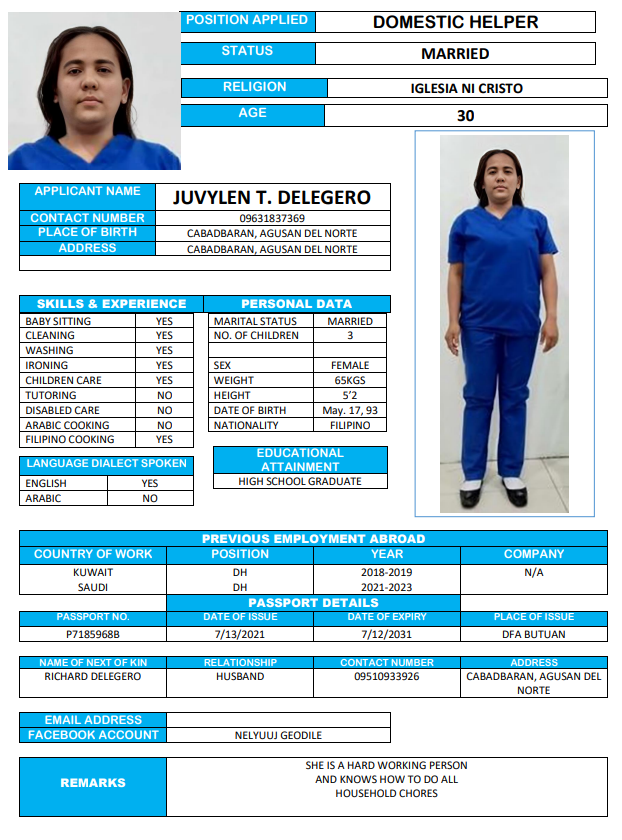 POSITION APPLIED DOMESTIC HELPER
STATUS MARRIED
RELIGION IGLESIA NI CRISTO
AGE 30
APPLICANT NAME JUVYLEN T. DELEGERO
CONTACT NUMBER 09631837369
PLACE OF BIRTH CABADBARAN, AGUSAN DEL NORTE
ADDRESS CABADBARAN, AGUSAN DEL NORTE
SKILLS & EXPERIENCE PERSONAL DATA
BABY SITTING YES MARITAL STATUS MARRIED
CLEANING YES NO. OF CHILDREN 3
WASHING YES
IRONING YES SEX FEMALE
CHILDREN CARE YES WEIGHT 65KGS
TUTORING NO HEIGHT 5'2
DISABLED CARE NO DATE OF BIRTH May. 17, 93
ARABIC COOKING NO NATIONALITY FILIPINO
FILIPINO COOKING YES
LANGUAGE DIALECT SPOKEN
ENGLISH YES
ARABIC NO
EDUCATIONAL
ATTAINMENT
HIGH SCHOOL GRADUATE
PREVIOUS EMPLOYMENT ABROAD
COUNTRY OF WORK POSITION YEAR COMPANY
KUWAIT DH 2018-2019 N/A
SAUDI DH 2021-2023
PASSPORT DETAILS
PASSPORT NO. DATE OF ISSUE DATE OF EXPIRY PLACE OF ISSUE
P7185968B 7/13/2021 7/12/2031 DFA BUTUAN
NAME OF NEXT OF KIN RELATIONSHIP CONTACT NUMBER ADDRESS
RICHARD DELEGERO HUSBAND 09510933926 CABADBARAN, AGUSAN DEL
NORTE
EMAIL ADDRESS
FACEBOOK ACCOUNT NELYUUJ GEODILE
REMARKS
SHE IS A HARD WORKING PERSON
AND KNOWS HOW TO DO ALL
HOUSEHOLD CHORES